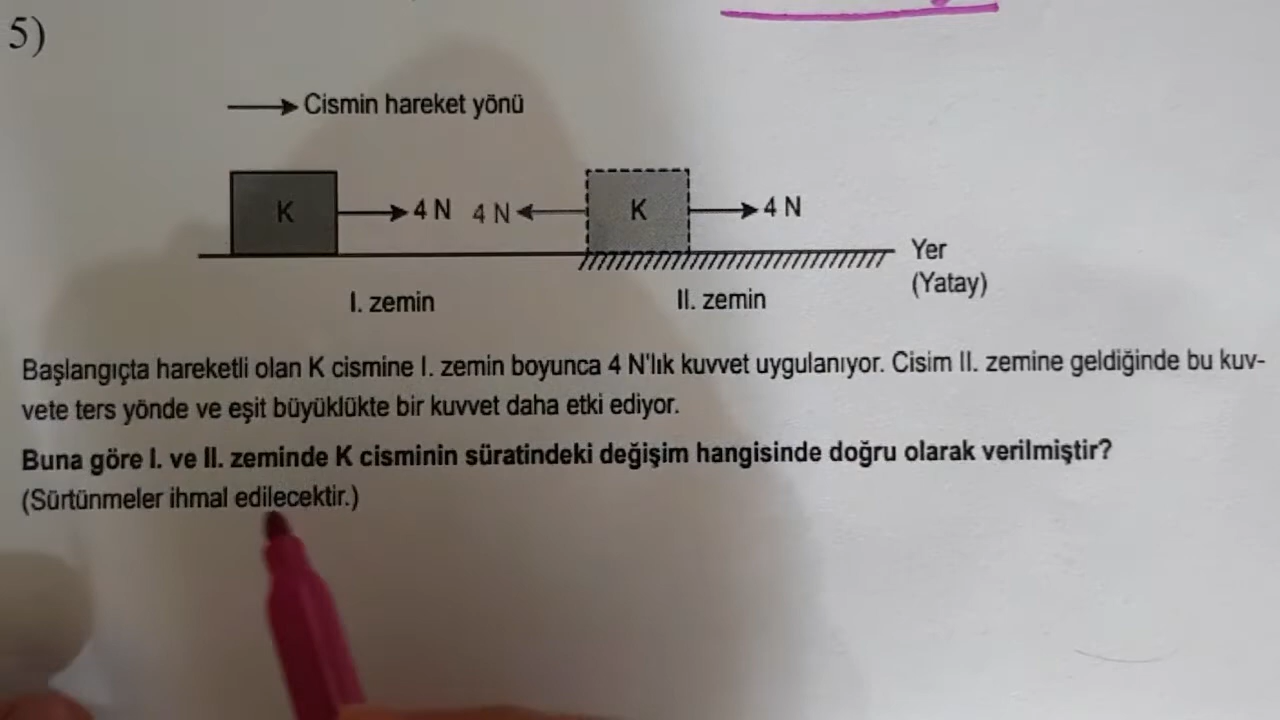 5)
Cismin hareket yönü
K 4 N 4 N K 4 N
Yer
(Yatay)
I. zemin II. zemin
Başlangıçta hareketli olan K cismine I. zemin boyunca 4 N'lık kuvvet uygulanıyor. Cisim II. zemine geldiğinde bu kuv-
vete ters yönde ve eşit büyüklükte bir kuvvet daha etki ediyor.
Buna göre I. ve II. zeminde K cisminin süratindeki değişim hangisinde doğru olarak verilmiştir?
(Sürtünmeler ihmal edilecektir.)